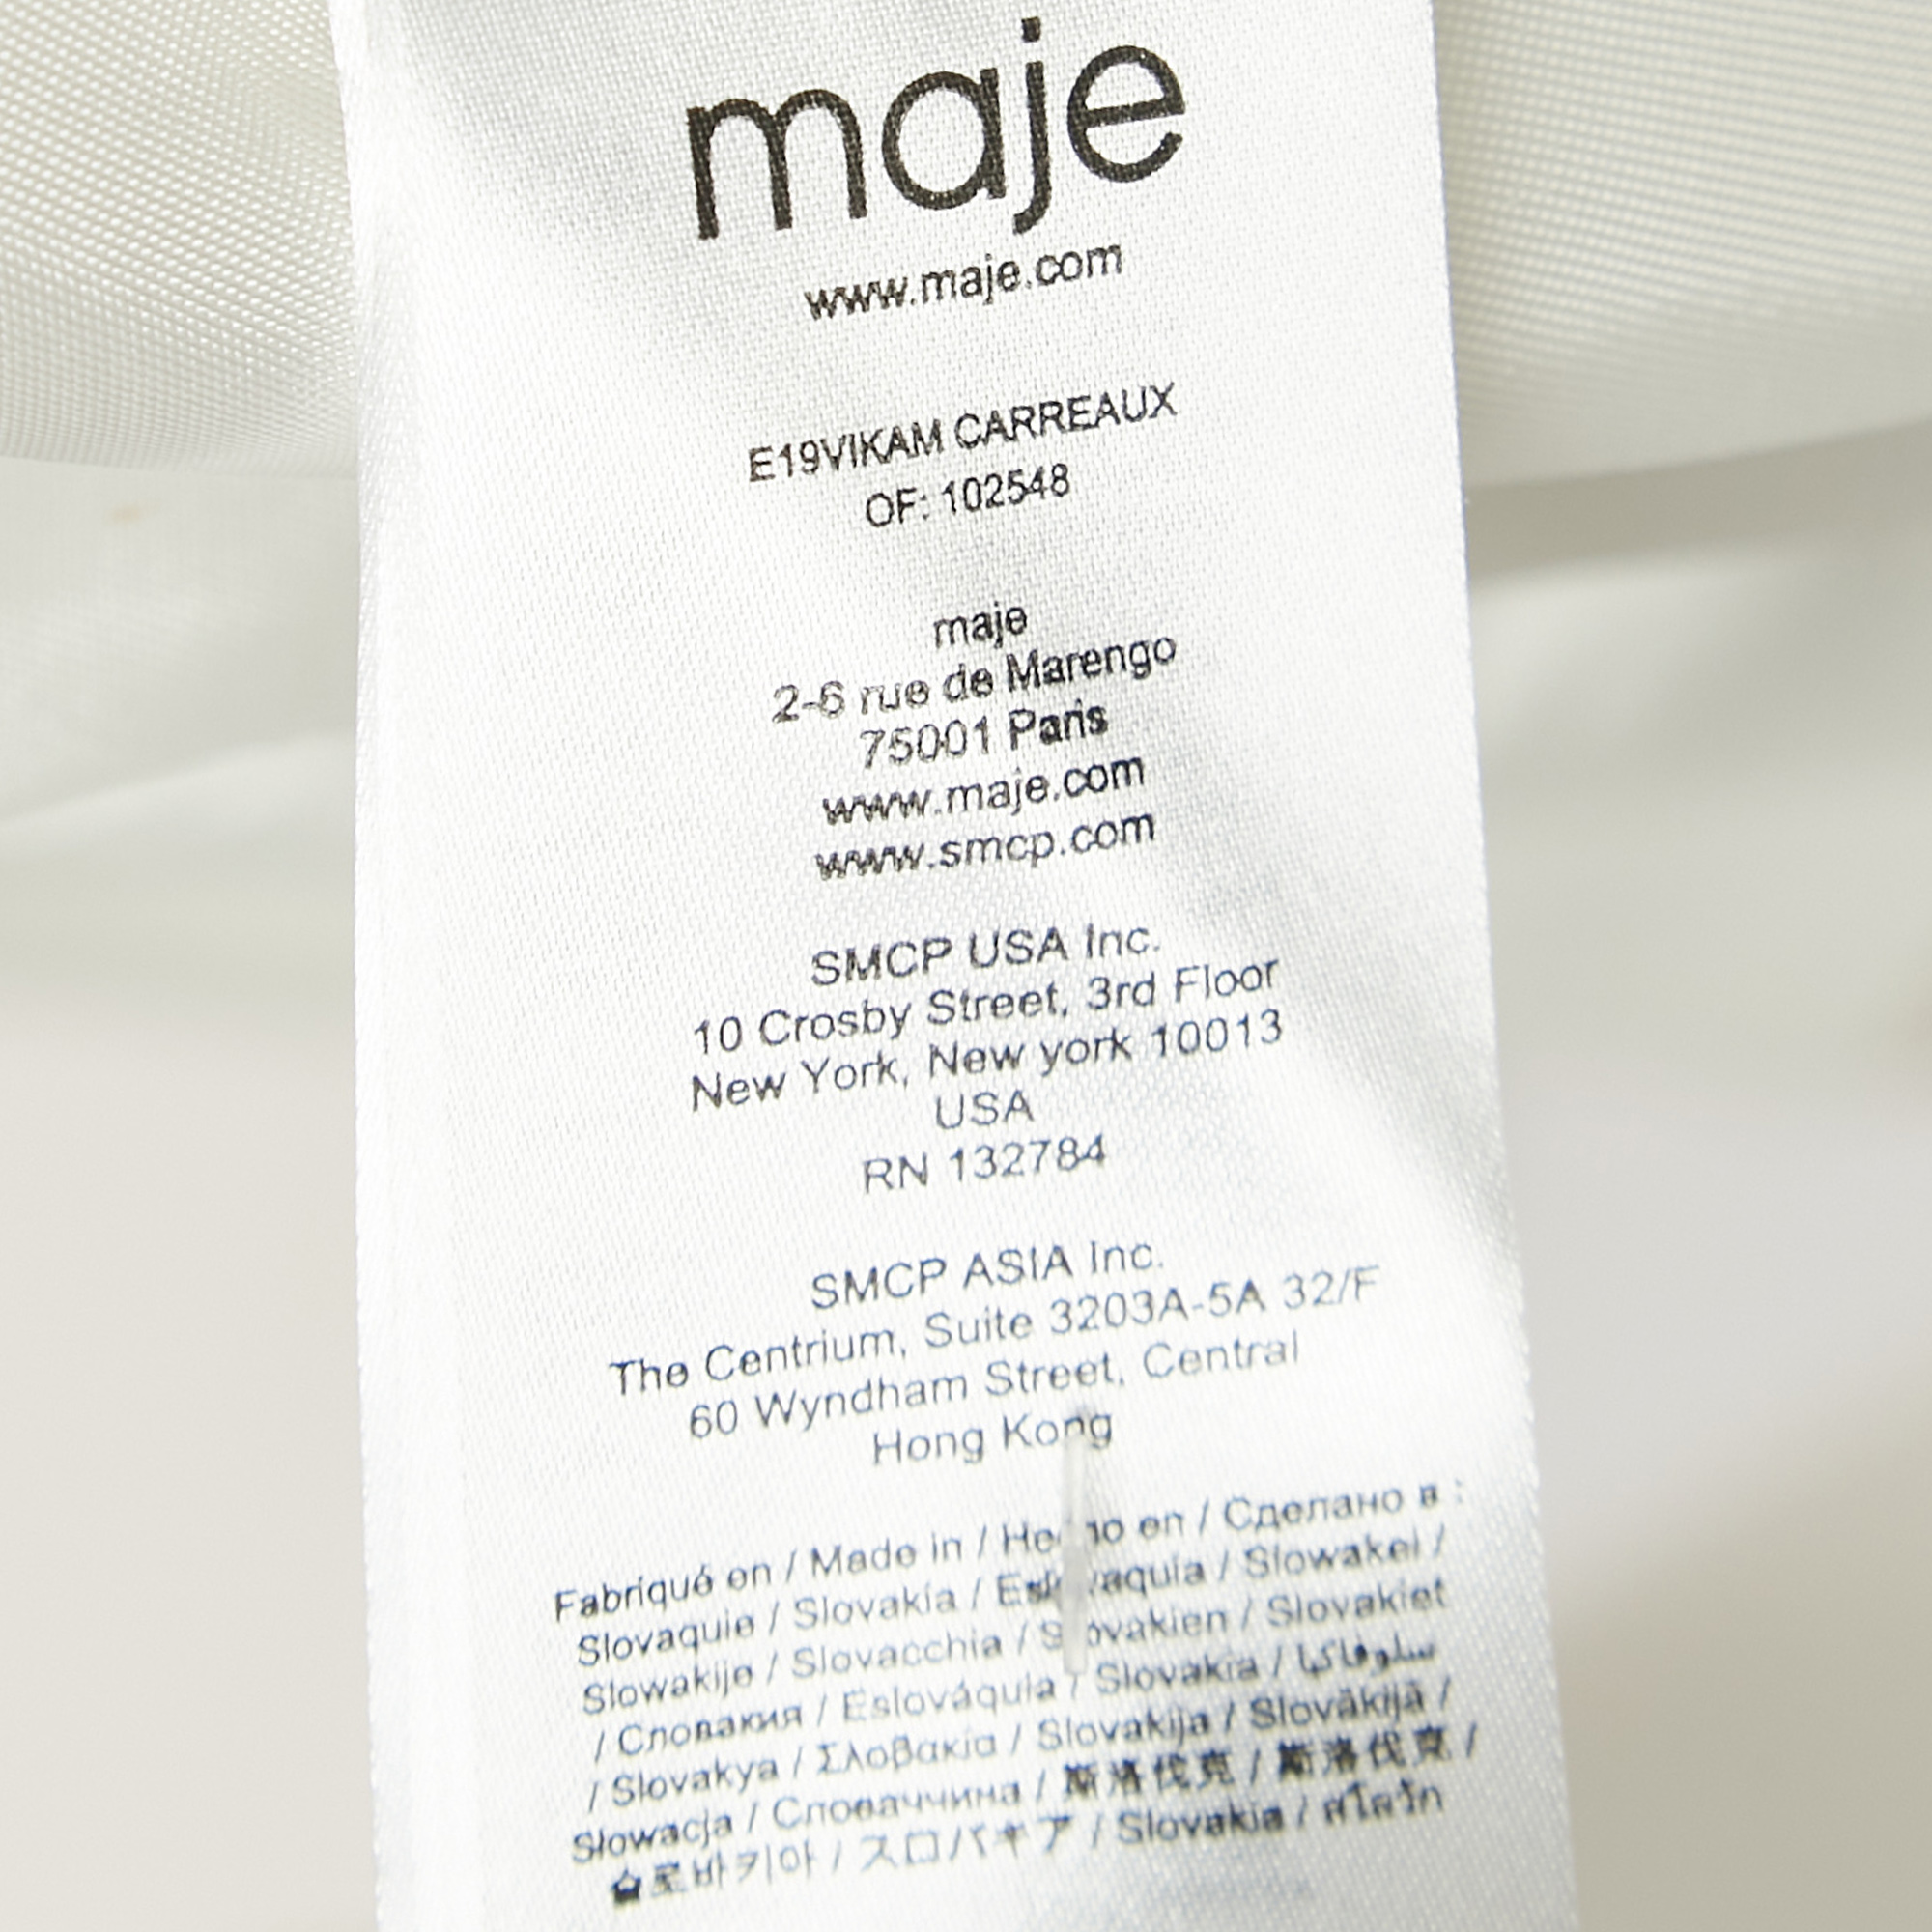 maje
www.maje.com
E19VIKAM CARREAUX
OF: 102548
maje
2-6 rue de Marengo
75001 Paris
www.maje.com
www.smcp.com
SMCP USA Inc.
10 Crosby Street, 3rd Floor
New York, New york 10013
USA
RN 132784
SMCP ASIA Inc.
The Centrium, Suite 3203A-5A 32/F
60 Wyndham Street, Central
Hong Kong
Fabriqué en / Made in / Hecho en / Сделано в :
Slovaquie / Slovakia / Eslovaquia / Slowakei /
Slowakije / Slovacchia / Slovakien / Slovakiet
/ Словакия / Eslováquia / Slovakia / سلوفاكيا
/ Slovakya / Σλοβακία / Slovakija / Slovākijā /
Słowacja / Словаччина / 斯洛伐克 / 斯洛伐克 /
슬로바키아 / スロバキア / Slovakia / สโลวัก